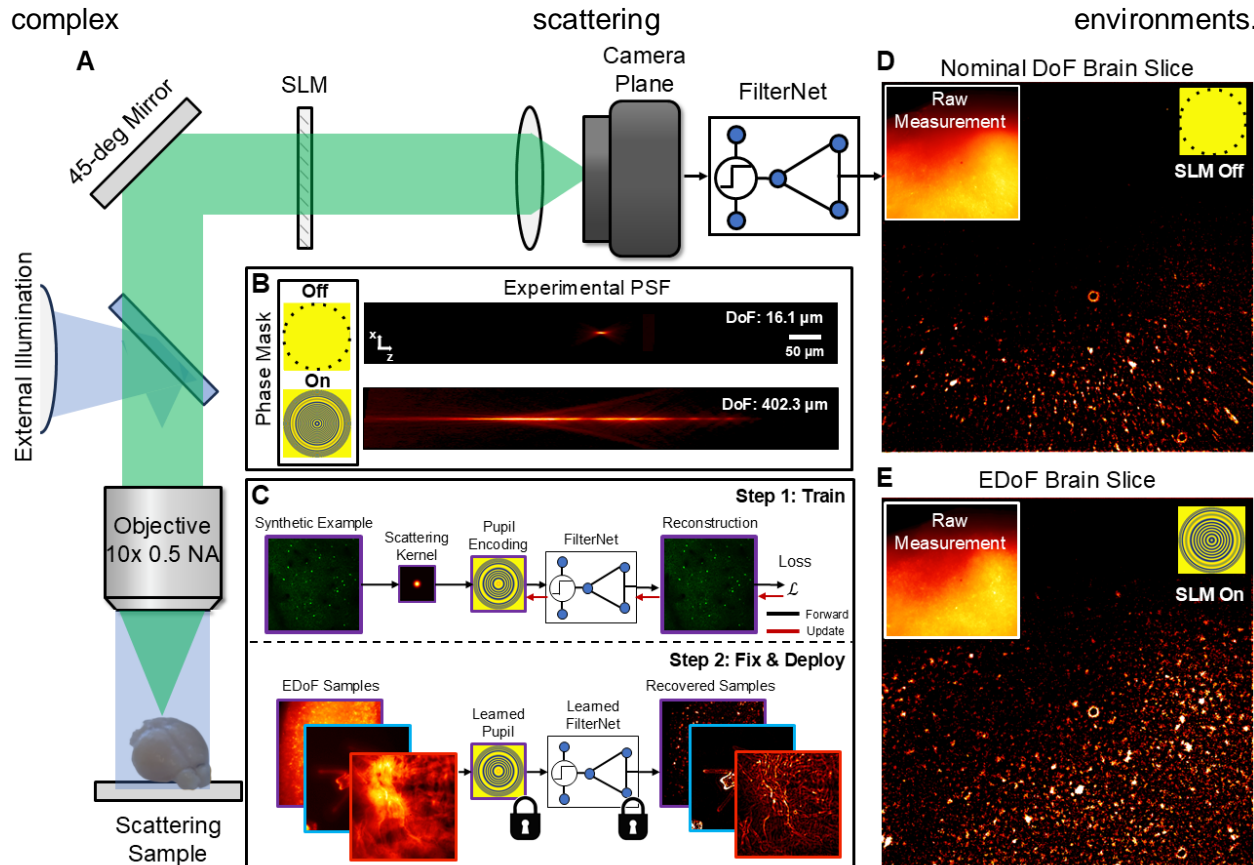 complex scattering environments.
A
45-deg Mirror
SLM
Camera
Plane
FilterNet
External Illumination
Objective
10x 0.5 NA
Scattering
Sample
B
Phase Mask
Off
On
Experimental PSF
x
z
DoF: 16.1 µm
50 µm
DoF: 402.3 µm
C
Step 1: Train
Synthetic Example
Scattering
Kernel
Pupil
Encoding
FilterNet
Reconstruction
Loss
ℒ
Forward
Update
Step 2: Fix & Deploy
EDoF Samples
Learned
Pupil
Learned
FilterNet
Recovered Samples
D
Nominal DoF Brain Slice
Raw
Measurement
SLM Off
E
EDoF Brain Slice
Raw
Measurement
SLM On